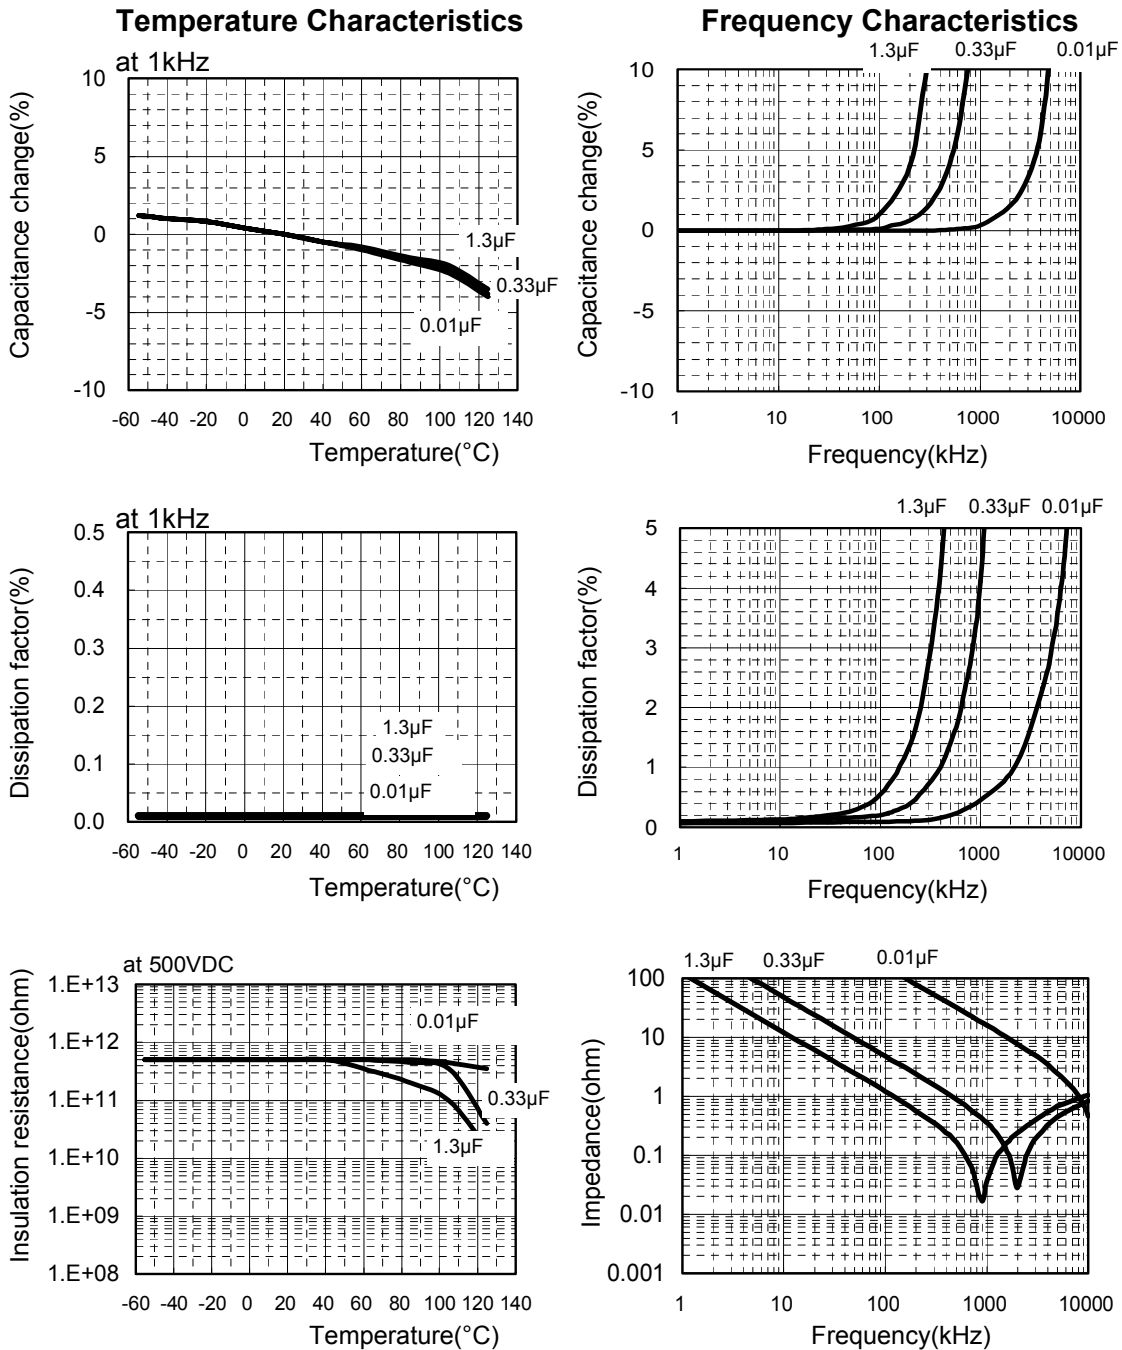 Temperature Characteristics
at 1kHz
Capacitance change(%)
10
5
0
-5
-10
1.3µF
0.33µF
0.01µF
-60 -40 -20 0 20 40 60 80 100 120 140
Temperature(°C)
Frequency Characteristics
1.3µF 0.33µF 0.01µF
Capacitance change(%)
10
5
0
-5
-10
1 10 100 1000 10000
Frequency(kHz)
at 1kHz
Dissipation factor(%)
0.5
0.4
0.3
0.2
0.1
0.0
1.3µF
0.33µF
0.01µF
-60 -40 -20 0 20 40 60 80 100 120 140
Temperature(°C)
1.3µF 0.33µF 0.01µF
Dissipation factor(%)
5
4
3
2
1
0
1 10 100 1000 10000
Frequency(kHz)
at 500VDC
Insulation resistance(ohm)
1.E+13
1.E+12
1.E+11
1.E+10
1.E+09
1.E+08
0.01µF
0.33µF
1.3µF
-60 -40 -20 0 20 40 60 80 100 120 140
Temperature(°C)
1.3µF 0.33µF 0.01µF
Impedance(ohm)
100
10
1
0.1
0.01
0.001
1 10 100 1000 10000
Frequency(kHz)